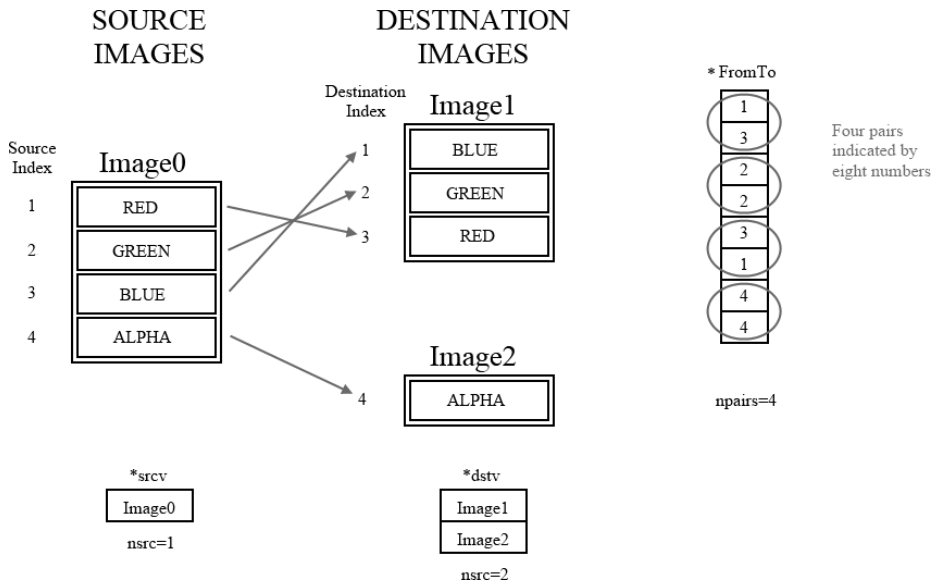 SOURCE
IMAGES
DESTINATION
IMAGES
Source
Index
Image0
1
RED
2
GREEN
3
BLUE
4
ALPHA
Destination
Index
Image1
1
BLUE
2
GREEN
3
RED
Image2
4
ALPHA
* FromTo
1
3
2
2
3
1
4
4
npairs=4
Four pairs
indicated by
eight numbers
*srcv
Image0
nsrc=1
*dstv
Image1
Image2
nsrc=2